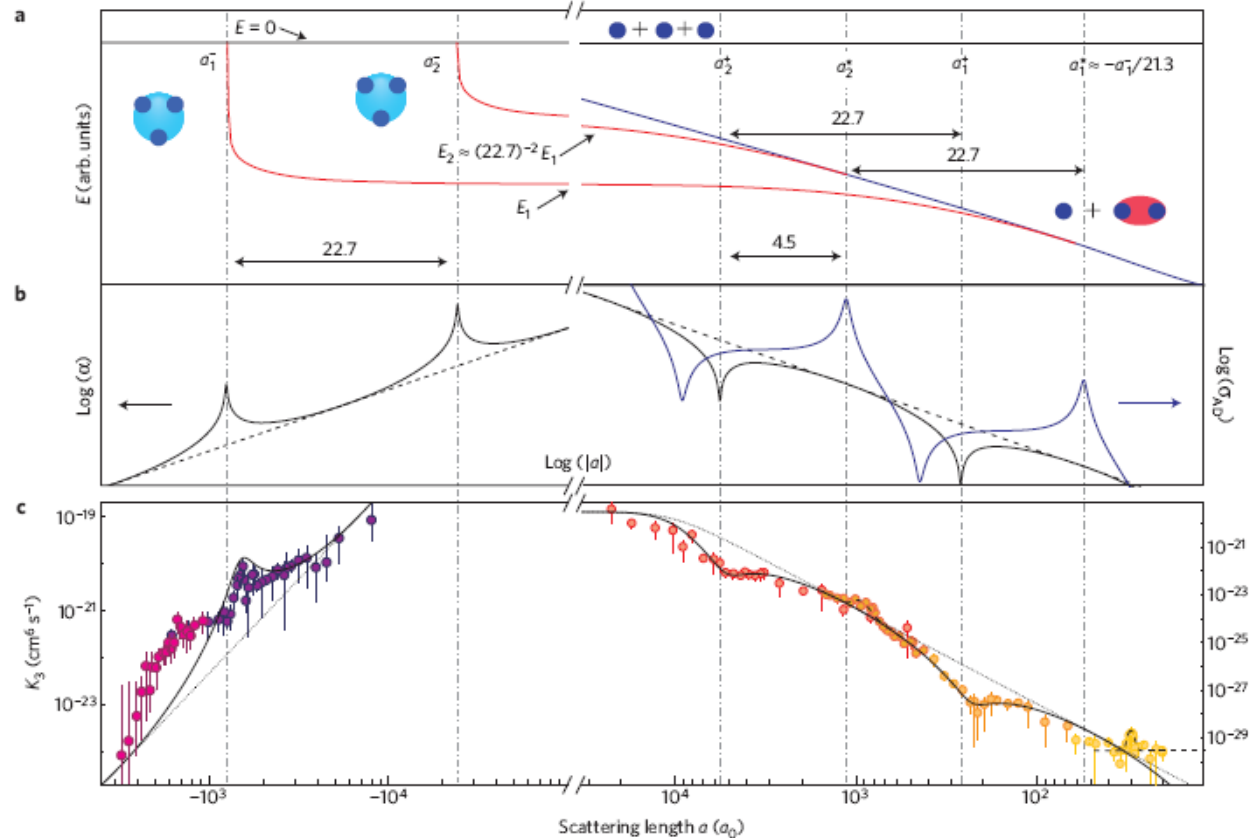 a
E = 0
+ +
a₁⁻
a₂⁻
a₂⁺
a₂*
a₁⁺
a₁* ≈ -a₁⁻/21.3
22.7
22.7
E₂ ≈ (22.7)⁻² E₁
E₁
+
22.7
4.5
E (arb. units)
b
Log (α)
Log (|a|)
Log (σ_AD)
c
10⁻¹⁹
10⁻²¹
10⁻²³
K₃ (cm⁶ s⁻¹)
10⁻²¹
10⁻²³
10⁻²⁵
10⁻²⁷
10⁻²⁹
-10³
-10⁴
10⁴
10³
10²
Scattering length a (a₀)